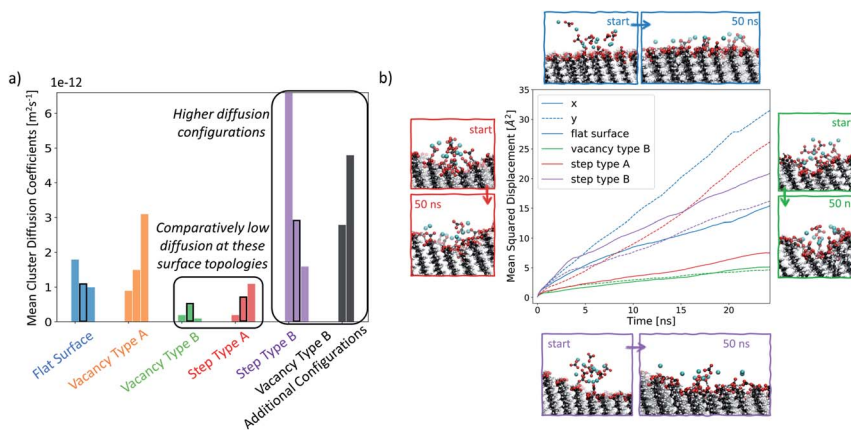 a)
1e-12
Mean Cluster Diffusion Coefficients [m²s⁻¹]
6
5
4
3
2
1
0
Higher diffusion
configurations
Comparatively low
diffusion at these
surface topologies
Flat Surface
Vacancy Type A
Vacancy Type B
Step Type A
Step Type B
Vacancy Type B
Additional Configurations
b)
start
50 ns
start
50 ns
Mean Squared Displacement [Å²]
35
30
25
20
15
10
5
0
x
y
flat surface
vacancy type B
step type A
step type B
0
5
10
15
20
Time [ns]
start
50 ns
start
50 ns